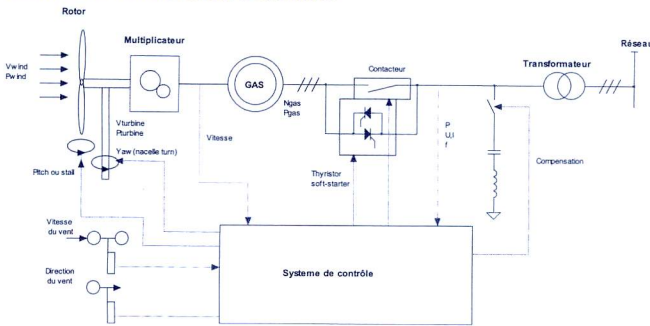 Rotor
Réseau
Multiplicateur
Transformateur
Contacteur
Vwind
Pwind
GAS
Ngas
Pgas
Vturbine
Pturbine
Vitesse
P
U,i
f
Yaw (nacelle turn)
Compensation
Pitch ou stall
Thyristor
soft-starter
Vitesse
du vent
Direction
du vent
Systeme de contrôle